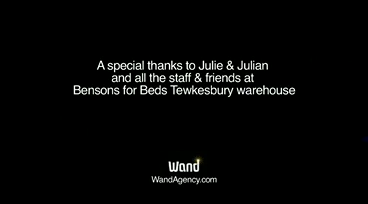 A special thanks to Julie & Julian
and all the staff & friends at
Bensons for Beds Tewkesbury warehouse
Wand
WandAgency.com